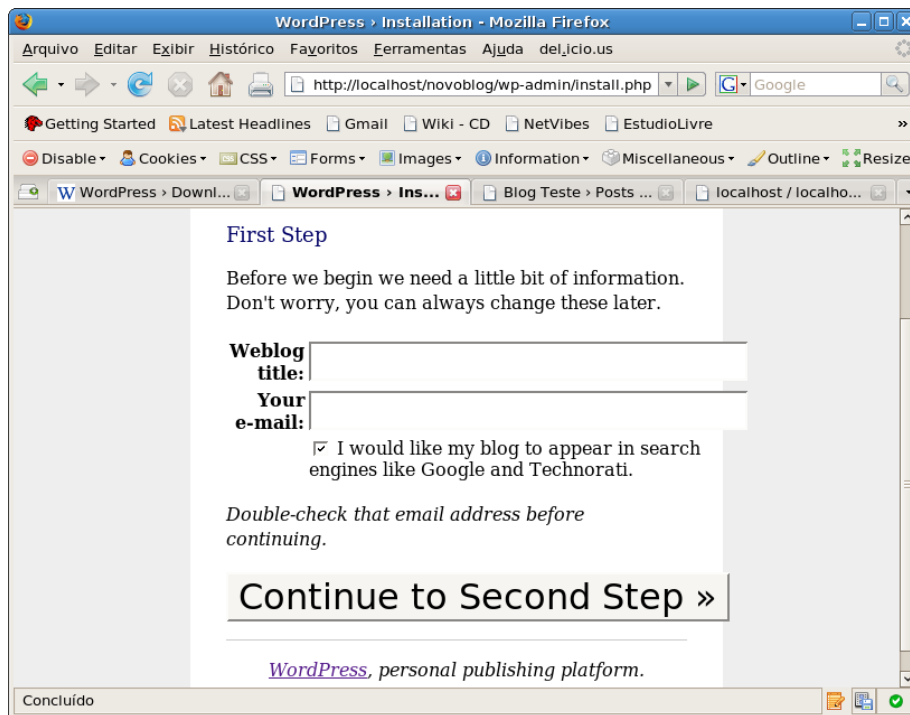 WordPress › Installation - Mozilla Firefox
Arquivo Editar Exibir Histórico Favoritos Ferramentas Ajuda del.icio.us
http://localhost/novoblog/wp-admin/install.php G Google
Getting Started Latest Headlines Gmail Wiki - CD NetVibes EstudioLivre »
Disable Cookies CSS Forms Images Information Miscellaneous Outline Resize
W WordPress › Downl... WordPress › Ins... Blog Teste › Posts ... localhost / localho...
First Step
Before we begin we need a little bit of information.
Don't worry, you can always change these later.
Weblog
title:
Your
e-mail:
I would like my blog to appear in search
engines like Google and Technorati.
Double-check that email address before
continuing.
Continue to Second Step »
WordPress, personal publishing platform.
Concluído